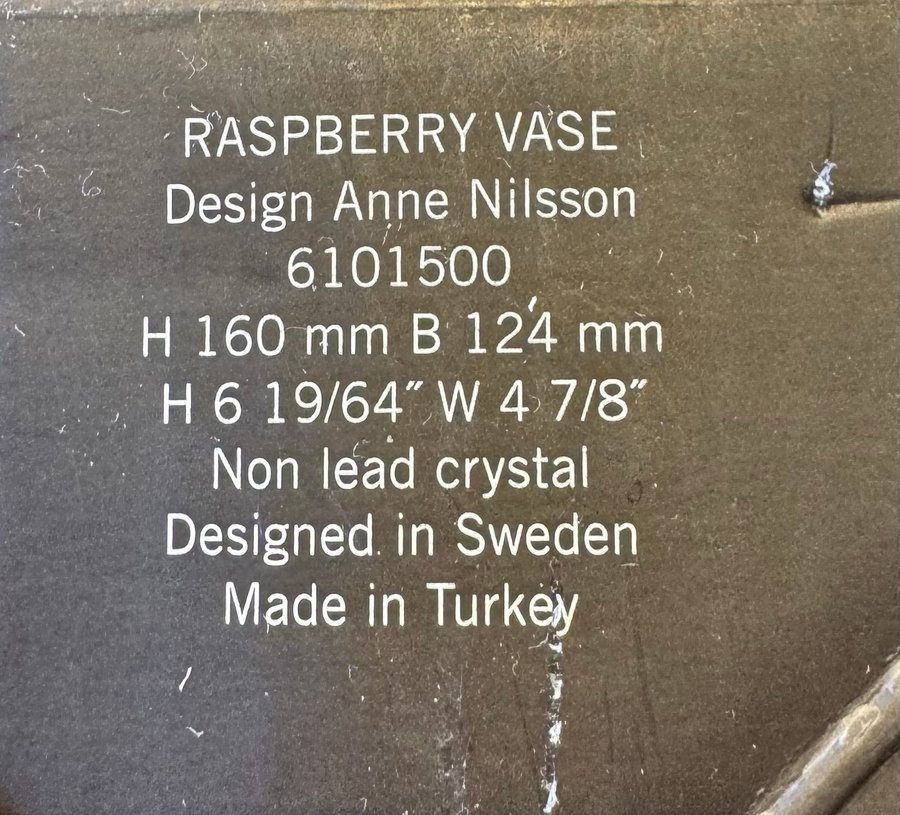 RASPBERRY VASE
Design Anne Nilsson
6101500
H 160 mm B 124 mm
H 6 19/64″ W 4 7/8″
Non lead crystal
Designed in Sweden
Made in Turkey